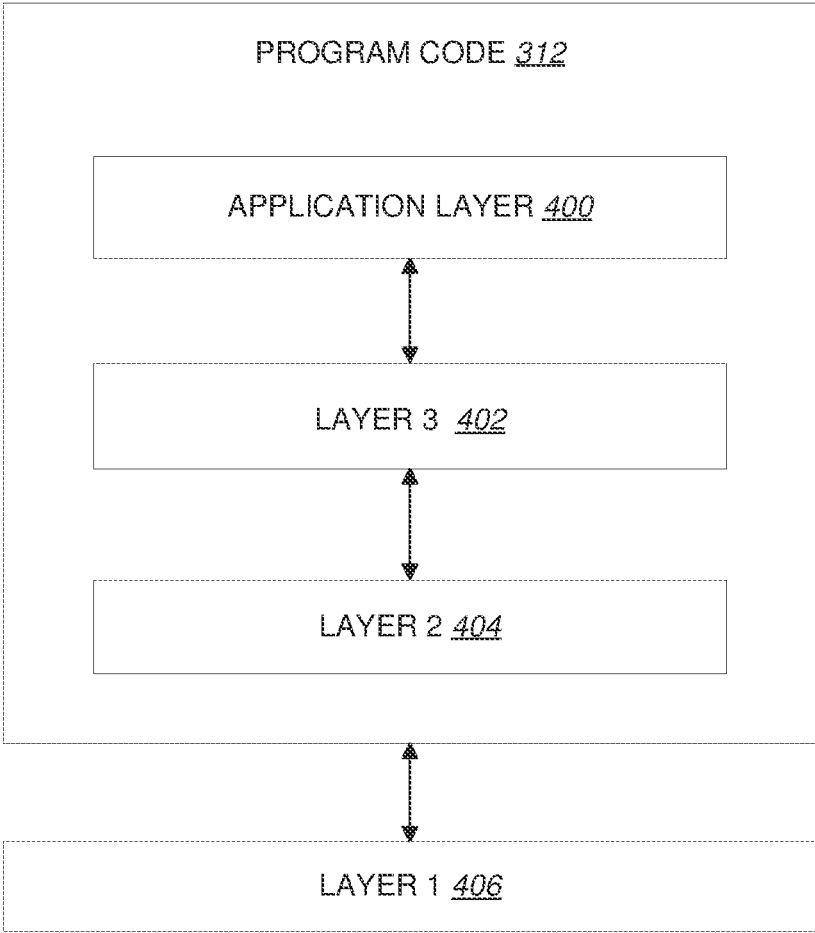 PROGRAM CODE 312
APPLICATION LAYER 400
LAYER 3 402
LAYER 2 404
LAYER 1 406